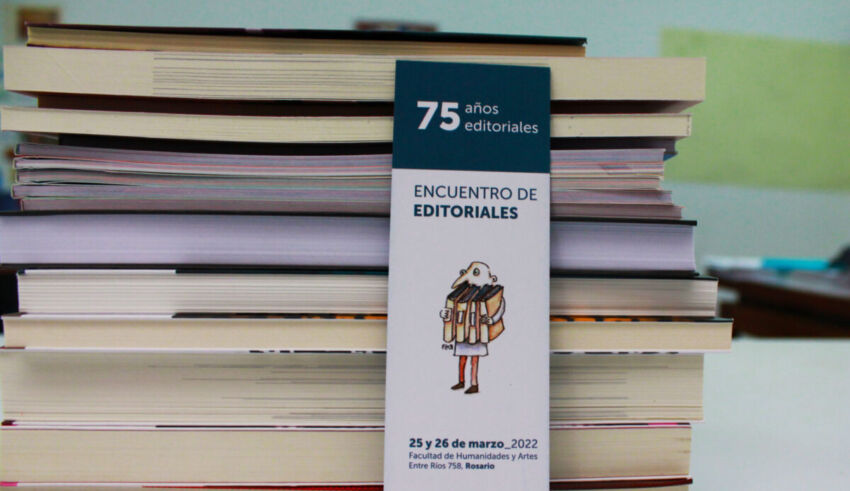 75 años
editoriales
ENCUENTRO DE
EDITORIALES
25 y 26 de marzo_2022
Facultad de Humanidades y Artes
Entre Ríos 758, Rosario